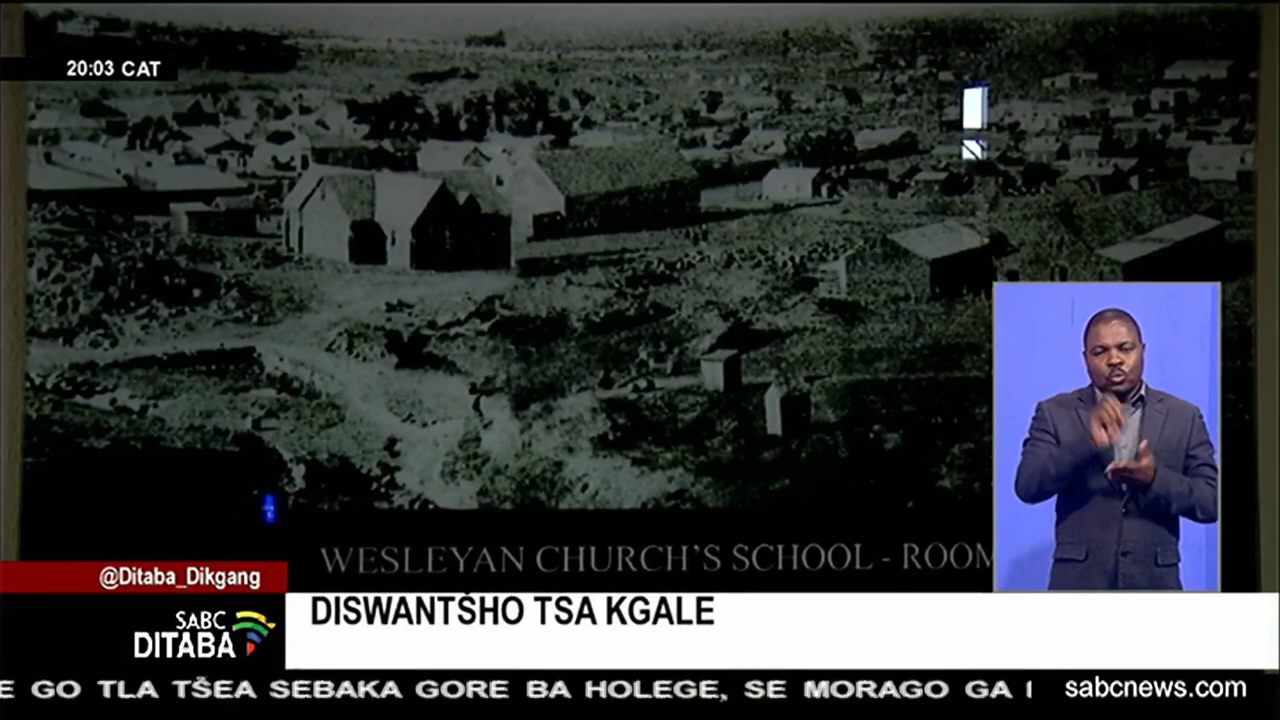 20:03 CAT
WESLEYAN CHURCH'S SCHOOL - ROOM
@Ditaba_Dikgang
SABC
DITABA
DISWANTŠHO TSA KGALE
E GO TLA TŠEA SEBAKA GORE BA HOLEGE, SE MORAGO GA
sabcnews.com